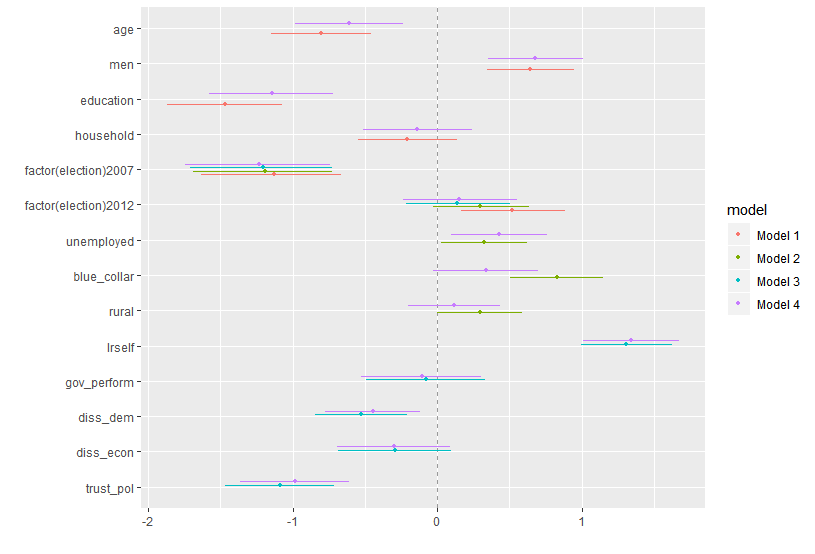 age
men
education
household
factor(election)2007
factor(election)2012
unemployed
blue_collar
rural
lrself
gov_perform
diss_dem
diss_econ
trust_pol
-2 -1 0 1
model
Model 1
Model 2
Model 3
Model 4